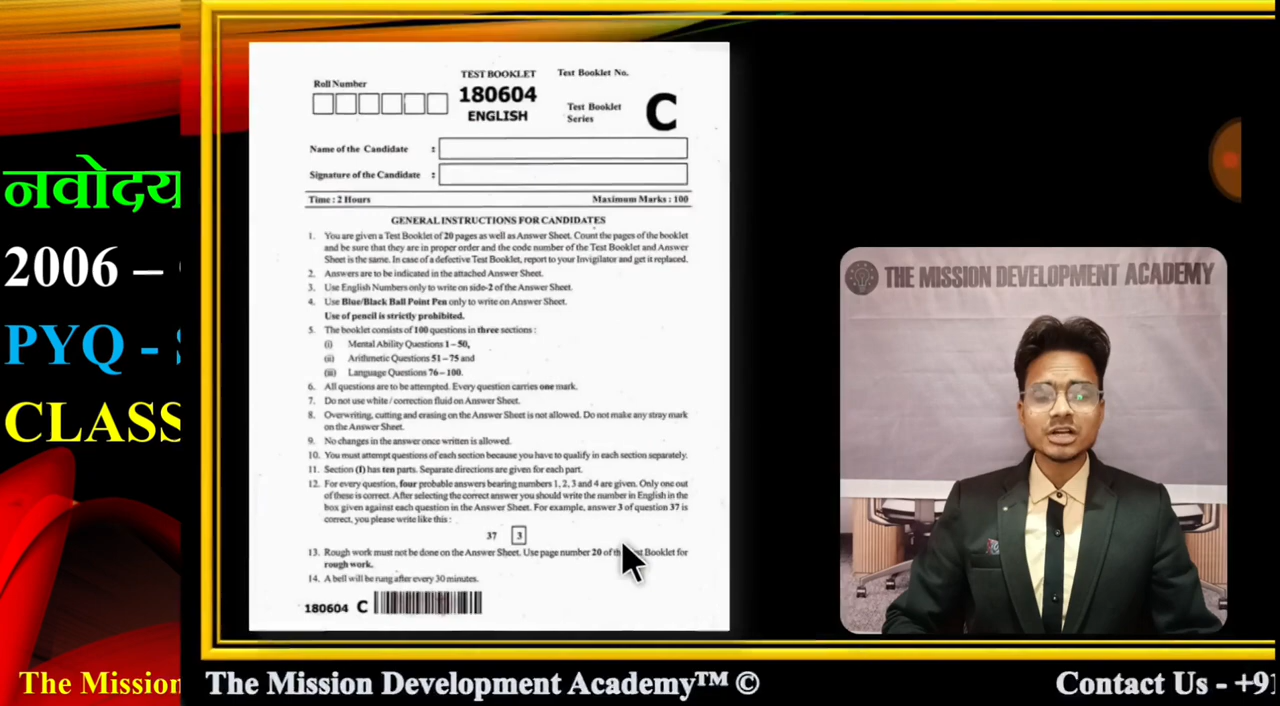 नवोदय
2006 –
PYQ -
CLASS
The Mission
Roll Number
TEST BOOKLET
180604
ENGLISH
Test Booklet No.
Test Booklet
Series
C
Name of the Candidate :
Signature of the Candidate :
Time : 2 Hours Maximum Marks : 100
GENERAL INSTRUCTIONS FOR CANDIDATES
1. You are given a Test Booklet of 20 pages as well as Answer Sheet. Count the pages of the booklet
and be sure that they are in proper order and the code number of the Test Booklet and Answer
Sheet is the same. In case of a defective Test Booklet, report to your Invigilator and get it replaced.
2. Answers are to be indicated in the attached Answer Sheet.
3. Use English Numbers only to write on side-2 of the Answer Sheet.
4. Use Blue/Black Ball Point Pen only to write on Answer Sheet.
Use of pencil is strictly prohibited.
5. The booklet consists of 100 questions in three sections :
(i) Mental Ability Questions 1 – 50,
(ii) Arithmetic Questions 51 – 75 and
(iii) Language Questions 76 – 100.
6. All questions are to be attempted. Every question carries one mark.
7. Do not use white / correction fluid on Answer Sheet.
8. Overwriting, cutting and erasing on the Answer Sheet is not allowed. Do not make any stray mark
on the Answer Sheet.
9. No changes in the answer once written is allowed.
10. You must attempt questions of each section because you have to qualify in each section separately.
11. Section (I) has ten parts. Separate directions are given for each part.
12. For every question, four probable answers bearing numbers 1, 2, 3 and 4 are given. Only one out
of these is correct. After selecting the correct answer you should write the number in English in the
box given against each question in the Answer Sheet. For example, answer 3 of question 37 is
correct, you please write like this :
37 3
13. Rough work must not be done on the Answer Sheet. Use page number 20 of Booklet for
rough work.
14. A bell will be rung after every 30 minutes.
180604 C
THE MISSION DEVELOPMENT ACADEMY
The Mission Development Academy™ ©
Contact Us - +91